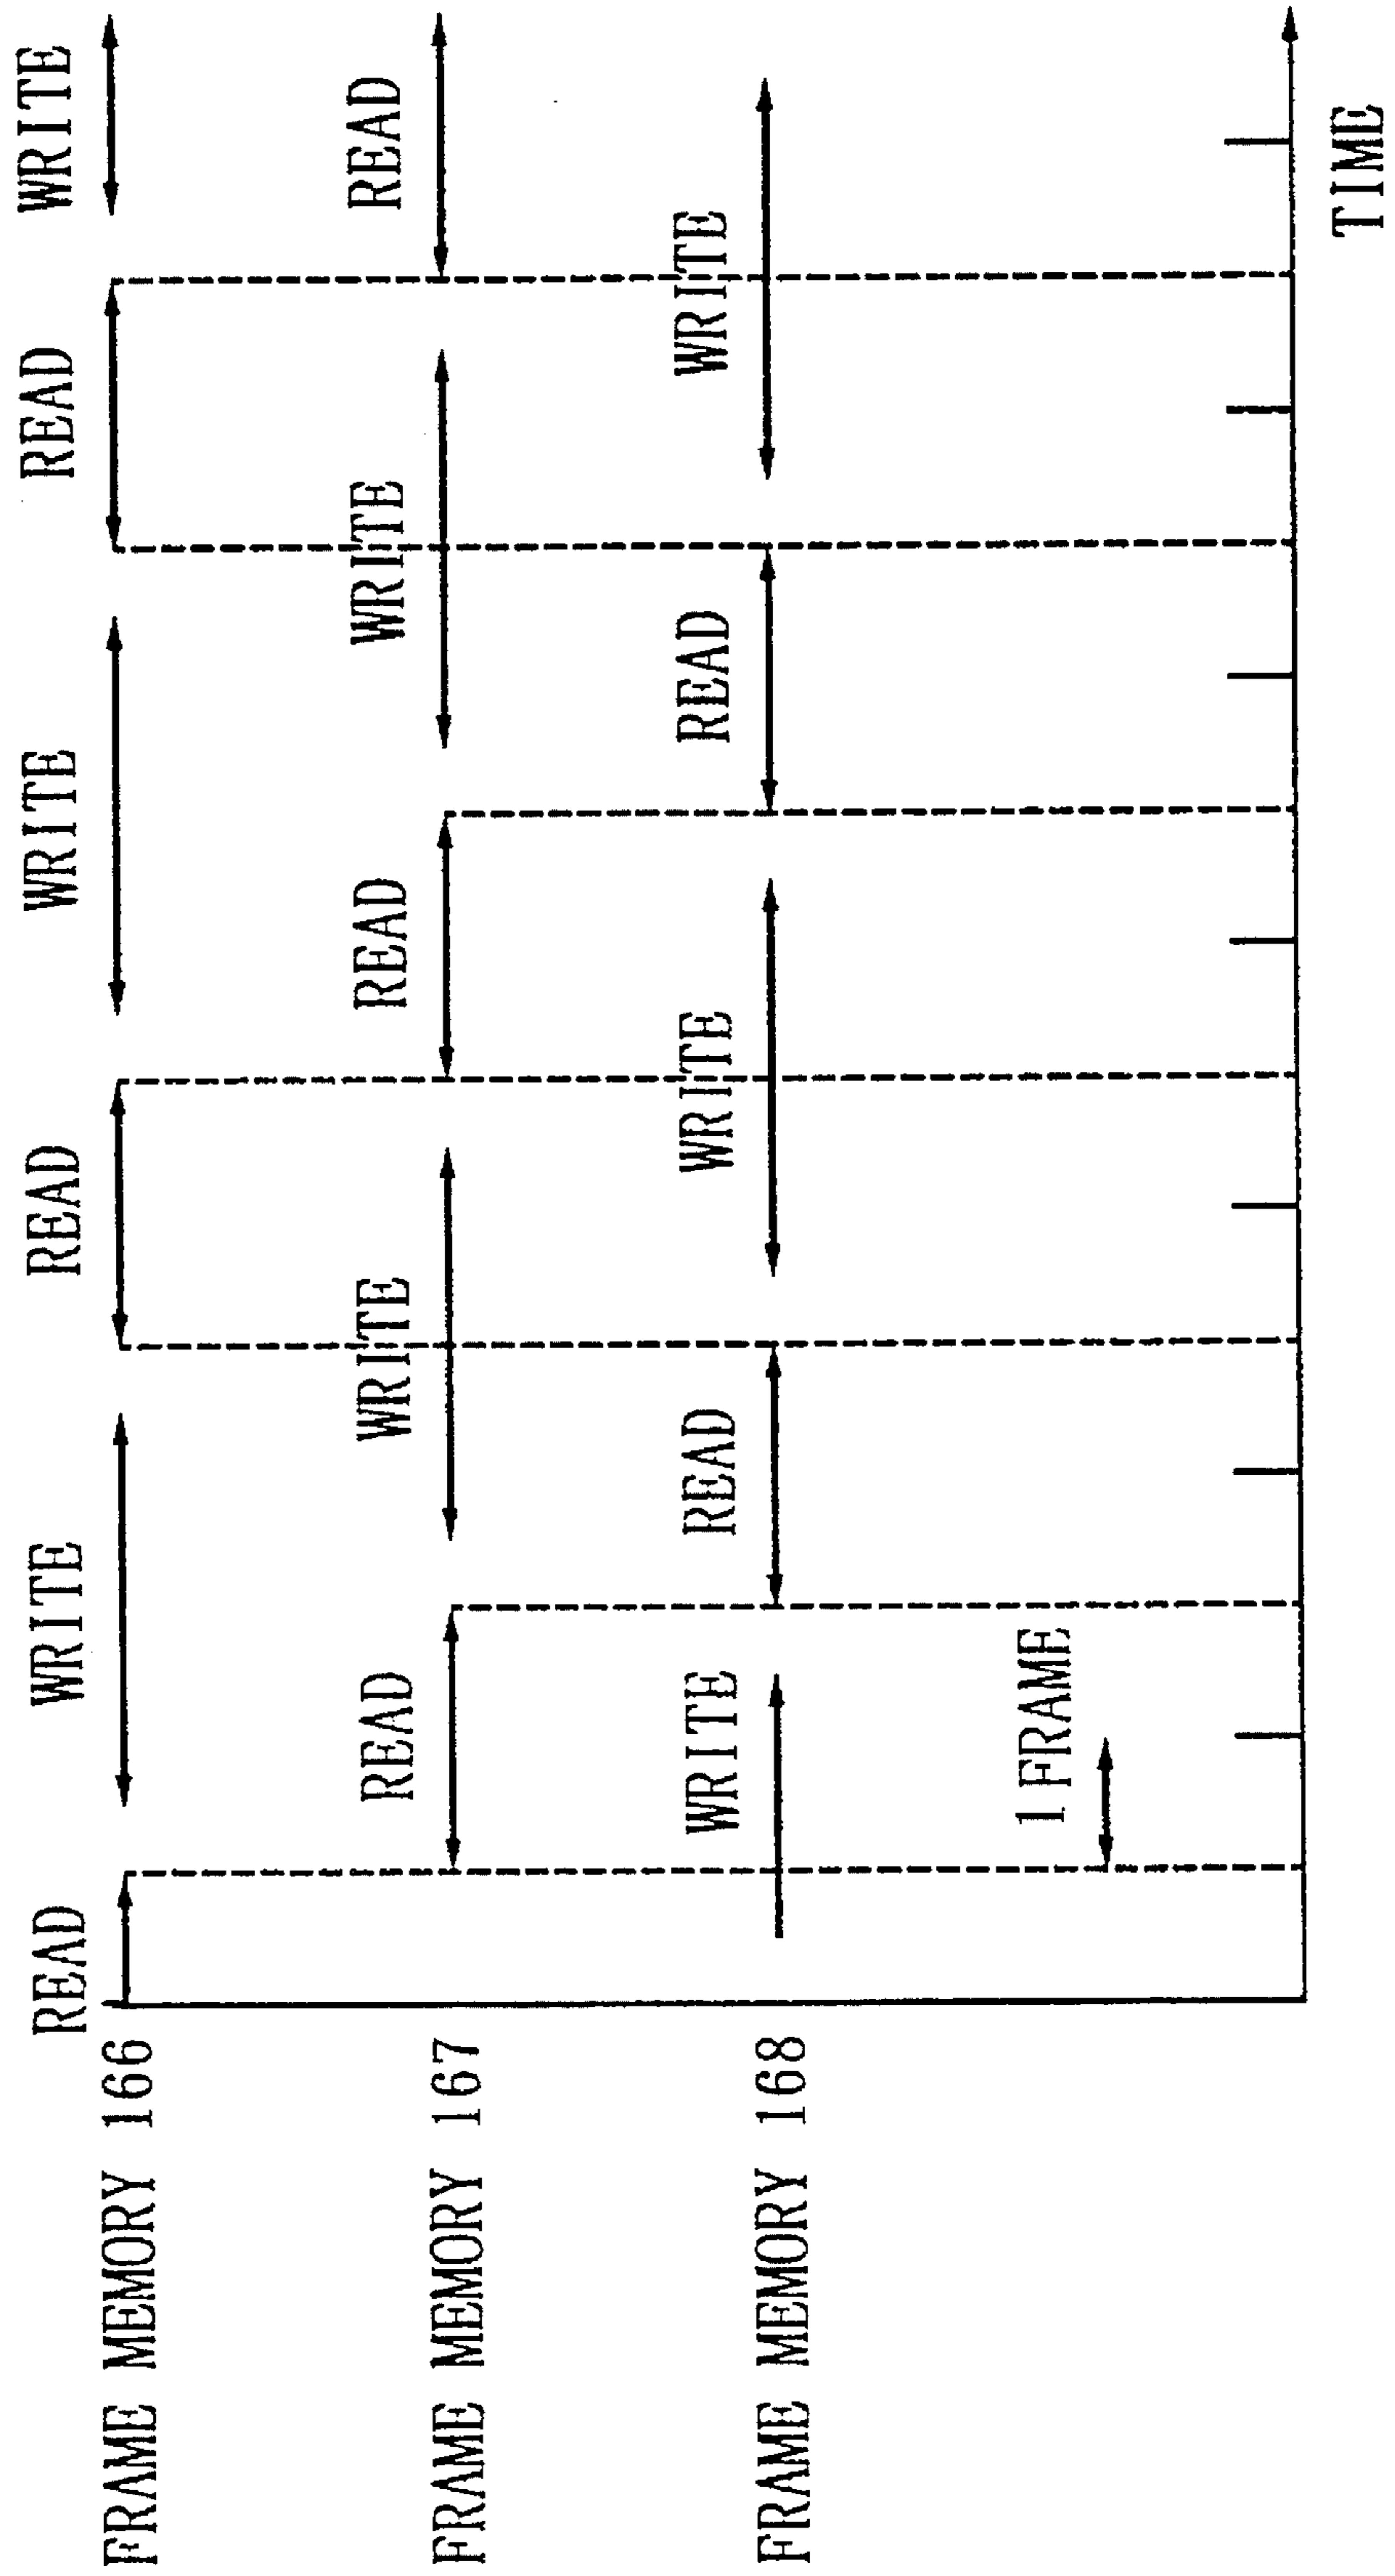 FRAME MEMORY 166 READ WRITE READ WRITE READ WRITE
FRAME MEMORY 167 READ WRITE READ WRITE READ
FRAME MEMORY 168 WRITE READ WRITE READ WRITE
1 FRAME
TIME